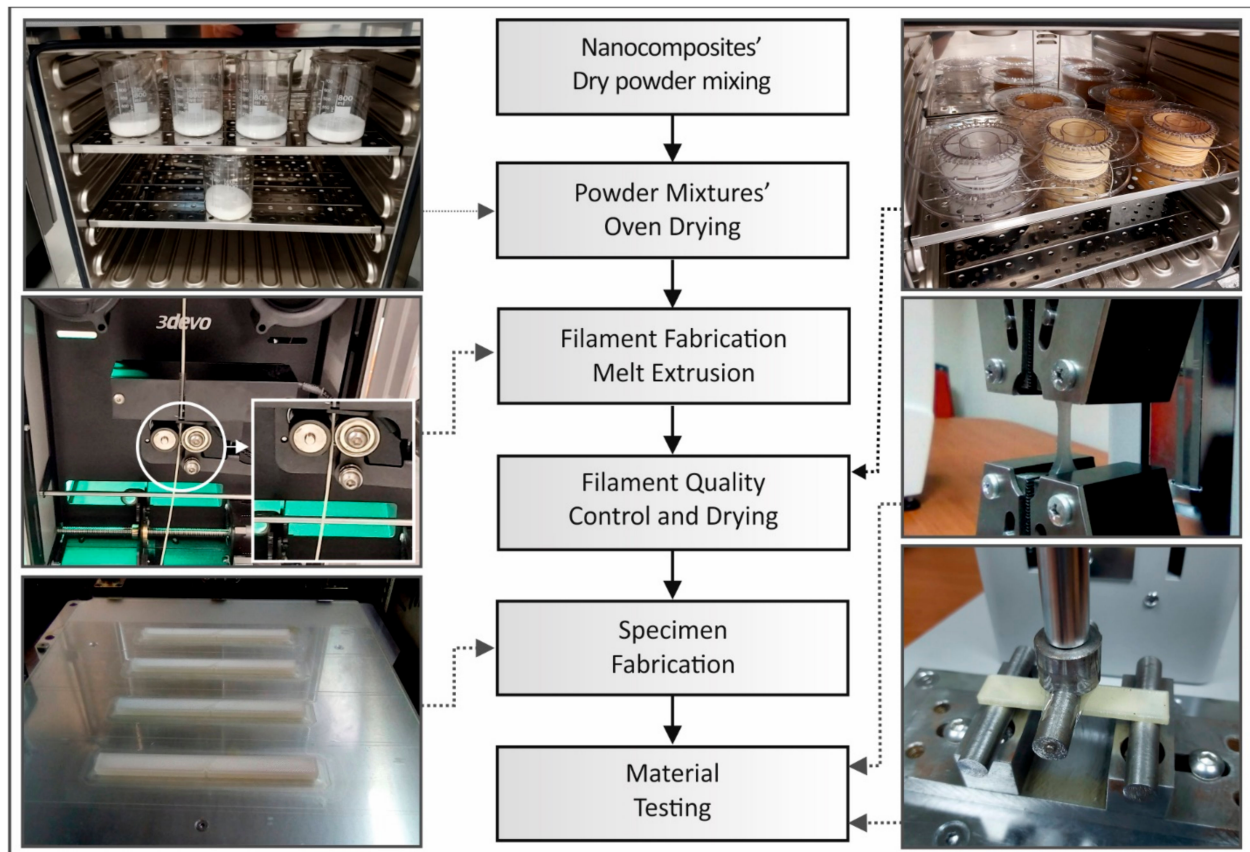 Nanocomposites’
Dry powder mixing
Powder Mixtures’
Oven Drying
3devo
Filament Fabrication
Melt Extrusion
Filament Quality
Control and Drying
Specimen
Fabrication
Material
Testing